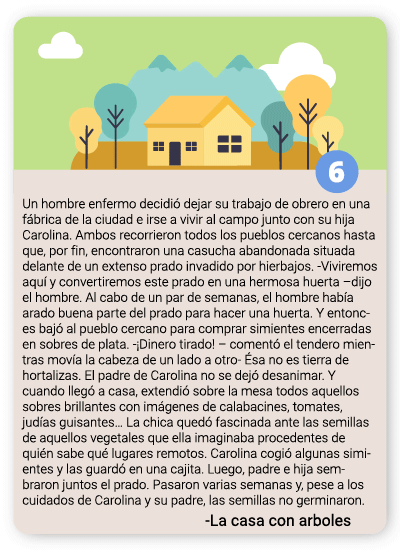 6
Un hombre enfermo decidió dejar su trabajo de obrero en una
fábrica de la ciudad e irse a vivir al campo junto con su hija
Carolina. Ambos recorrieron todos los pueblos cercanos hasta
que, por fin, encontraron una casucha abandonada situada
delante de un extenso prado invadido por hierbajos. -Viviremos
aquí y convertiremos este prado en una hermosa huerta –dijo
el hombre. Al cabo de un par de semanas, el hombre había
arado buena parte del prado para hacer una huerta. Y entonc-
es bajó al pueblo cercano para comprar simientes encerradas
en sobres de plata. -¡Dinero tirado! – comentó el tendero mien-
tras movía la cabeza de un lado a otro- Ésa no es tierra de
hortalizas. El padre de Carolina no se dejó desanimar. Y
cuando llegó a casa, extendió sobre la mesa todos aquellos
sobres brillantes con imágenes de calabacines, tomates,
judías guisantes... La chica quedó fascinada ante las semillas
de aquellos vegetales que ella imaginaba procedentes de
quién sabe qué lugares remotos. Carolina cogió algunas simi-
entes y las guardó en una cajita. Luego, padre e hija sem-
braron juntos el prado. Pasaron varias semanas y, pese a los
cuidados de Carolina y su padre, las semillas no germinaron.
-La casa con arboles